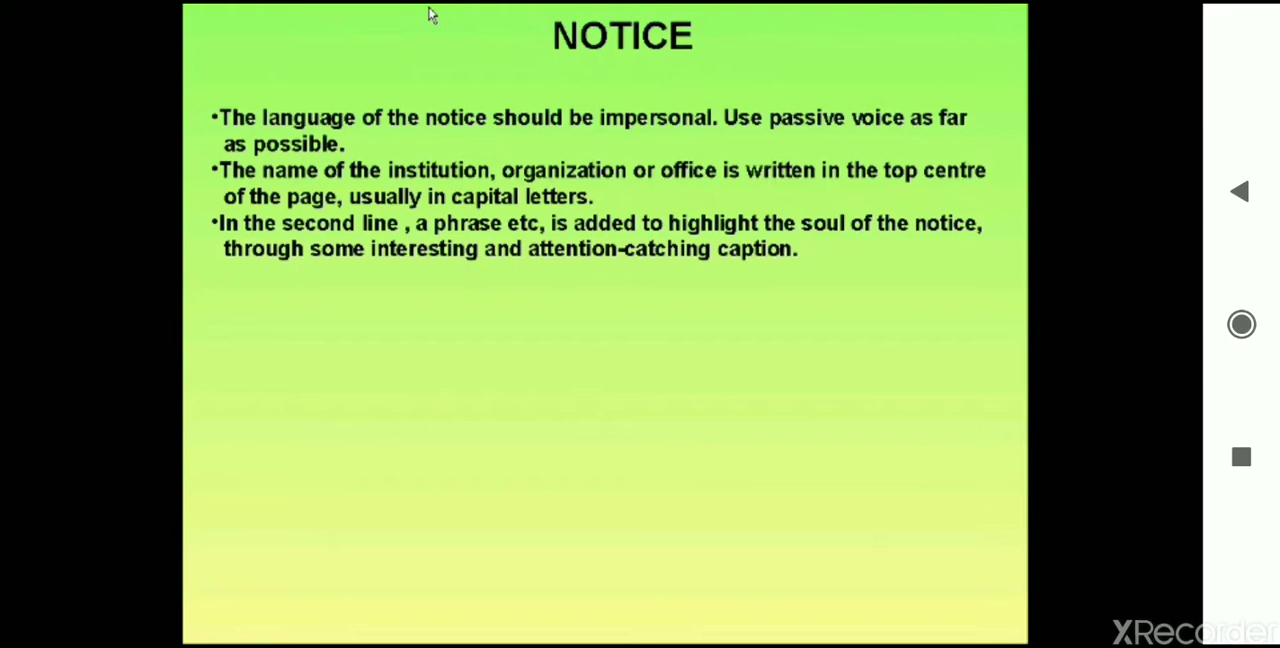 NOTICE
•The language of the notice should be impersonal. Use passive voice as far
as possible.
•The name of the institution, organization or office is written in the top centre
of the page, usually in capital letters.
•In the second line , a phrase etc, is added to highlight the soul of the notice,
through some interesting and attention-catching caption.
XRecorder